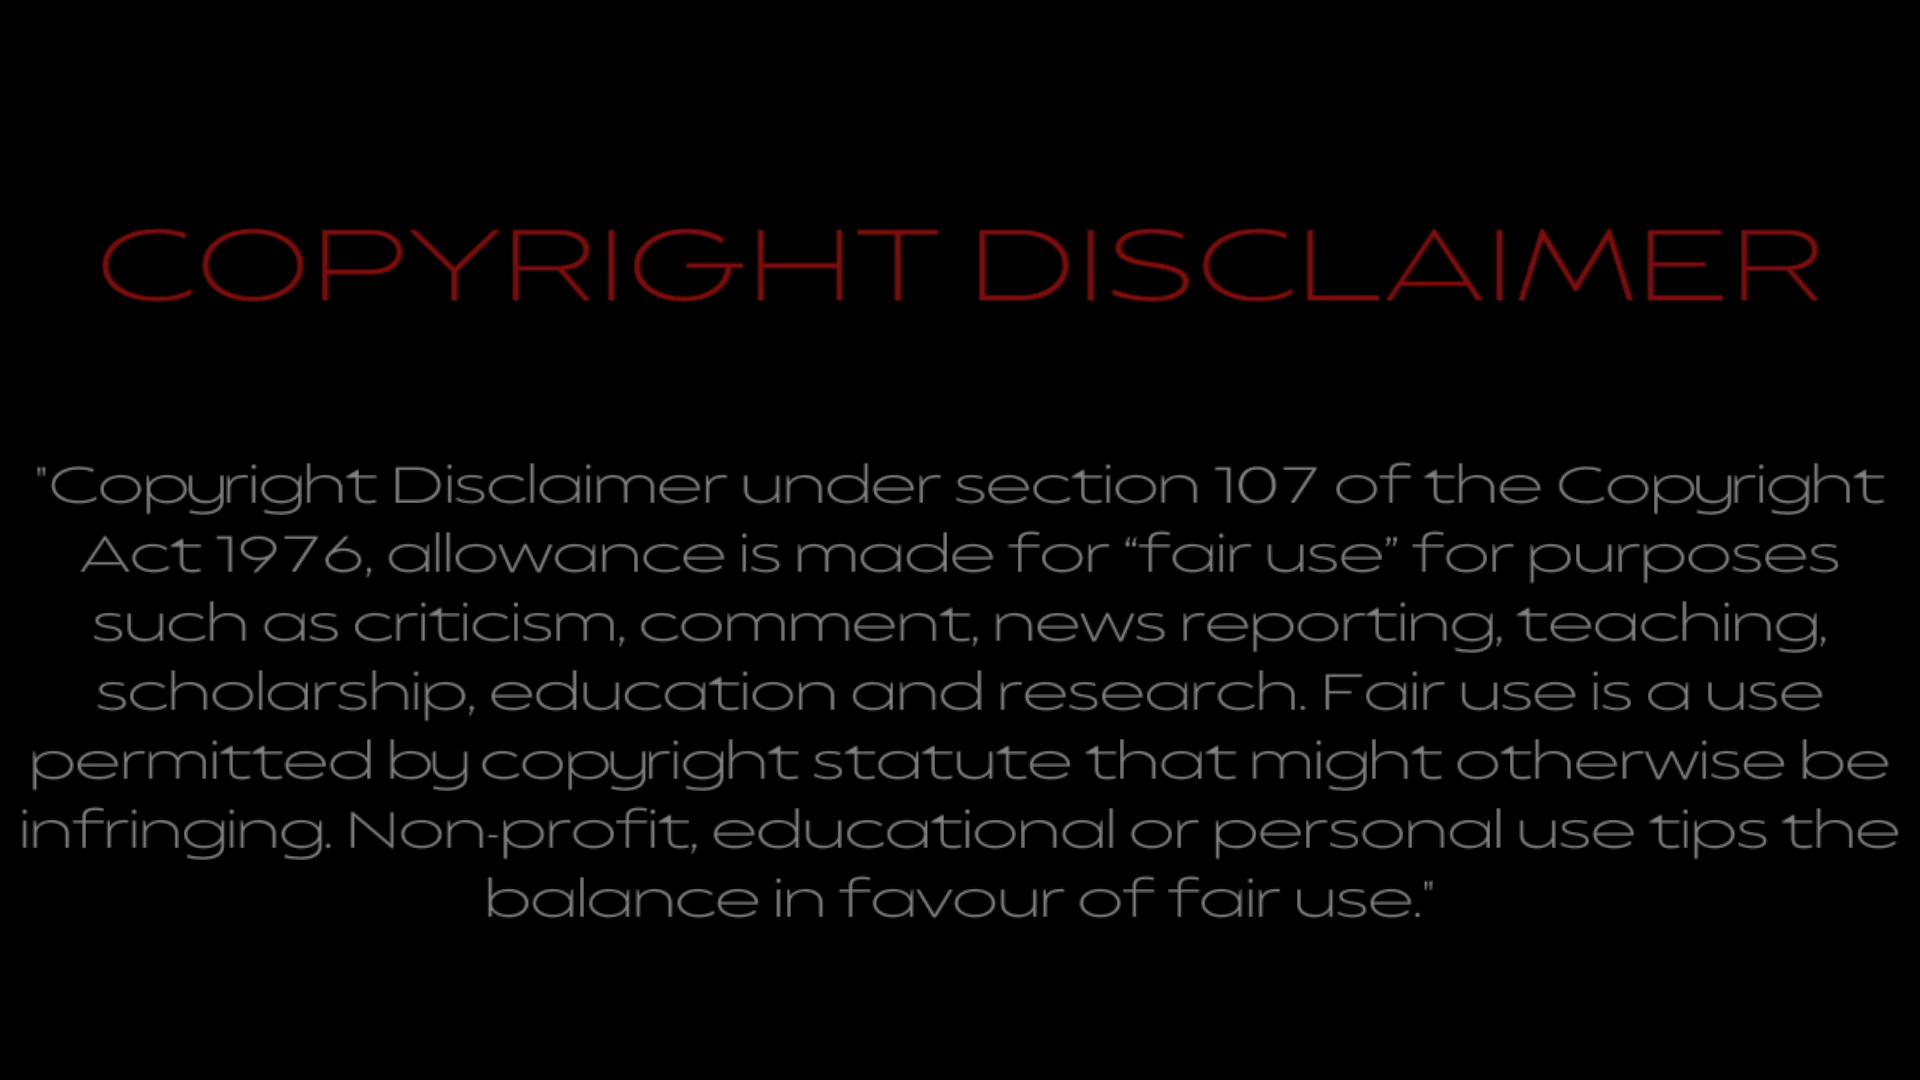 COPYRIGHT DISCLAIMER
"Copyright Disclaimer under section 107 of the Copyright
Act 1976, allowance is made for “fair use” for purposes
such as criticism, comment, news reporting, teaching,
scholarship, education and research. Fair use is a use
permitted by copyright statute that might otherwise be
infringing. Non-profit, educational or personal use tips the
balance in favour of fair use."